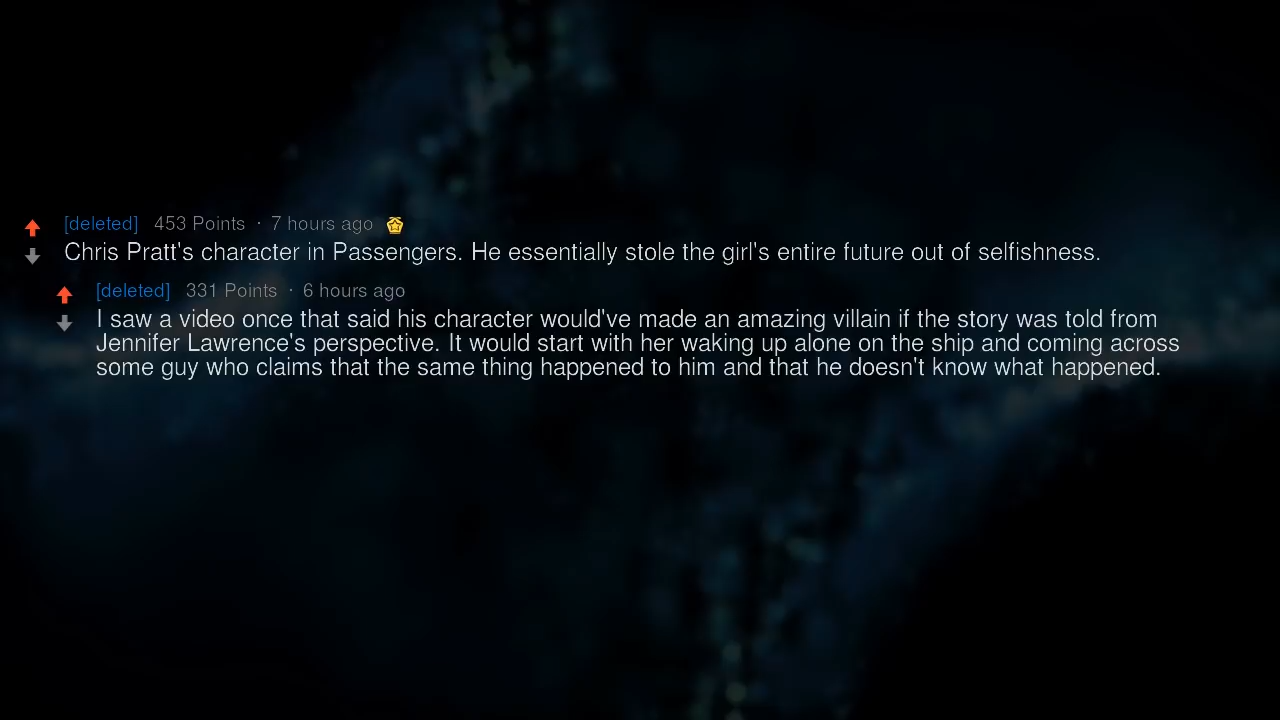 [deleted] 453 Points · 7 hours ago
Chris Pratt's character in Passengers. He essentially stole the girl's entire future out of selfishness.
[deleted] 331 Points · 6 hours ago
I saw a video once that said his character would've made an amazing villain if the story was told from
Jennifer Lawrence's perspective. It would start with her waking up alone on the ship and coming across
some guy who claims that the same thing happened to him and that he doesn't know what happened.